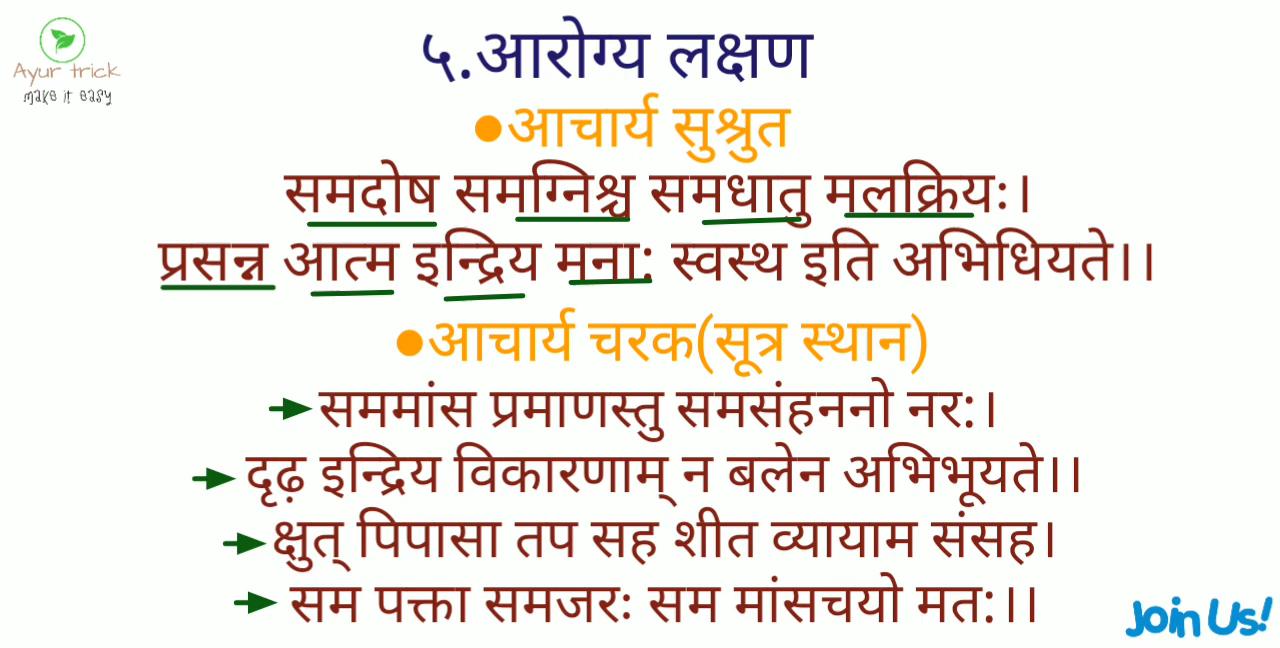 Ayur trick
make it easy
५.आरोग्य लक्षण
●आचार्य सुश्रुत
समदोष समग्निश्च समधातु मलक्रियः।
प्रसन्न आत्म इन्द्रिय मनाः स्वस्थ इति अभिधियते।।
●आचार्य चरक(सूत्र स्थान)
सममांस प्रमाणस्तु समसंहननो नरः।
दृढ़ इन्द्रिय विकारणाम् न बलेन अभिभूयते।।
क्षुत् पिपासा तप सह शीत व्यायाम संसह।
सम पक्ता समजरः सम मांसचयो मतः।।
Join Us!